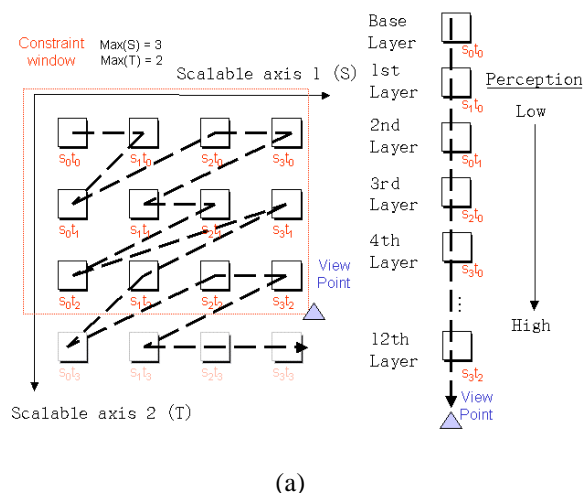 Constraint
window
Max(S) = 3
Max(T) = 2
Scalable axis 1 (S)
s0t0 s1t0 s2t0 s3t0
s0t1 s1t1 s2t1 s3t1
s0t2 s1t2 s2t2 s3t2
s0t3 s1t3 s2t3 s3t3
View
Point
Scalable axis 2 (T)
Base
Layer
s0t0
1st
Layer
s1t0
2nd
Layer
s0t1
3rd
Layer
s2t0
4th
Layer
s3t0
...
12th
Layer
s3t2
View
Point
Perception
Low
High
(a)